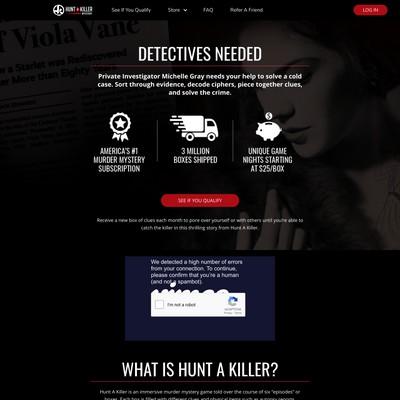 HUNT A KILLER
See If You Qualify
Store
FAQ
Refer A Friend
LOG IN
of Viola Vane
a Starlet was Rediscovered
More than Eighty
DETECTIVES NEEDED
Private Investigator Michelle Gray needs your help to solve a cold
case. Sort through evidence, decode ciphers, piece together clues,
and solve the crime.
AMERICA'S #1
MURDER MYSTERY
SUBSCRIPTION
3 MILLION
BOXES SHIPPED
UNIQUE GAME
NIGHTS STARTING
AT $25/BOX
SEE IF YOU QUALIFY
Receive a new box of clues each month to pore over yourself or with others until you're able to
catch the killer in this thrilling story from Hunt A Killer.
We detected a high number of errors
from your connection. To continue,
please confirm that you're a human
(and not a spambot).
I'm not a robot
reCAPTCHA
Privacy - Terms
WHAT IS HUNT A KILLER?
Hunt A Killer is an immersive murder mystery game told over the course of six "episodes" or
boxes. Each box is filled with different clues and physical items such as autopsy reports,